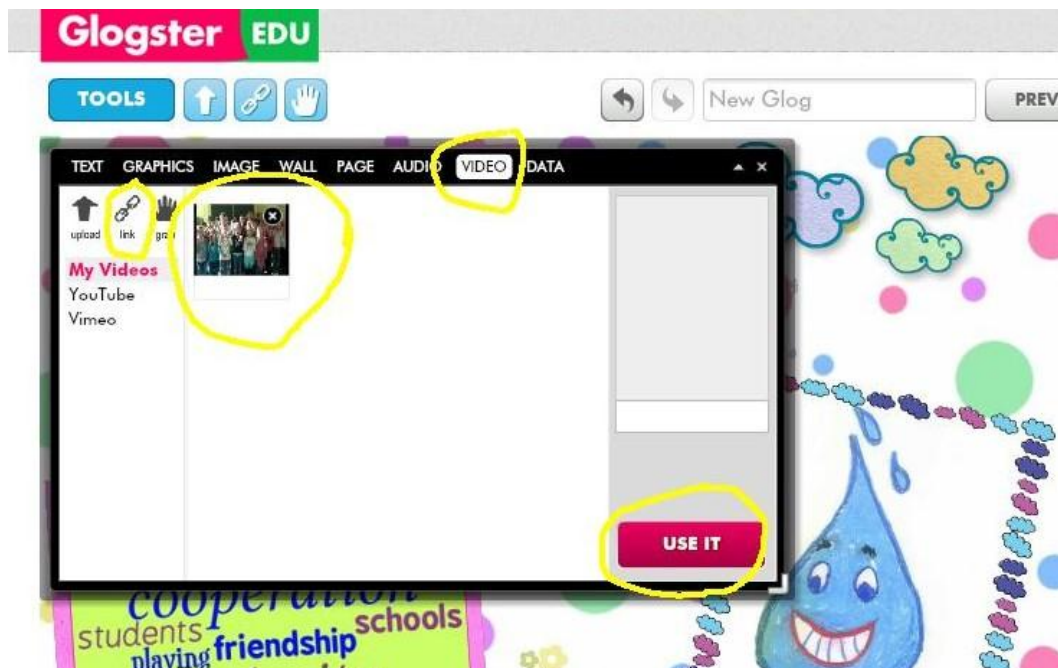 Glogster EDU
TOOLS
New Glog
PREV
TEXT GRAPHICS IMAGE WALL PAGE AUDIO VIDEO DATA
upload link grab
My Videos
YouTube
Vimeo
USE IT
cooperation
students
schools
playing friendship